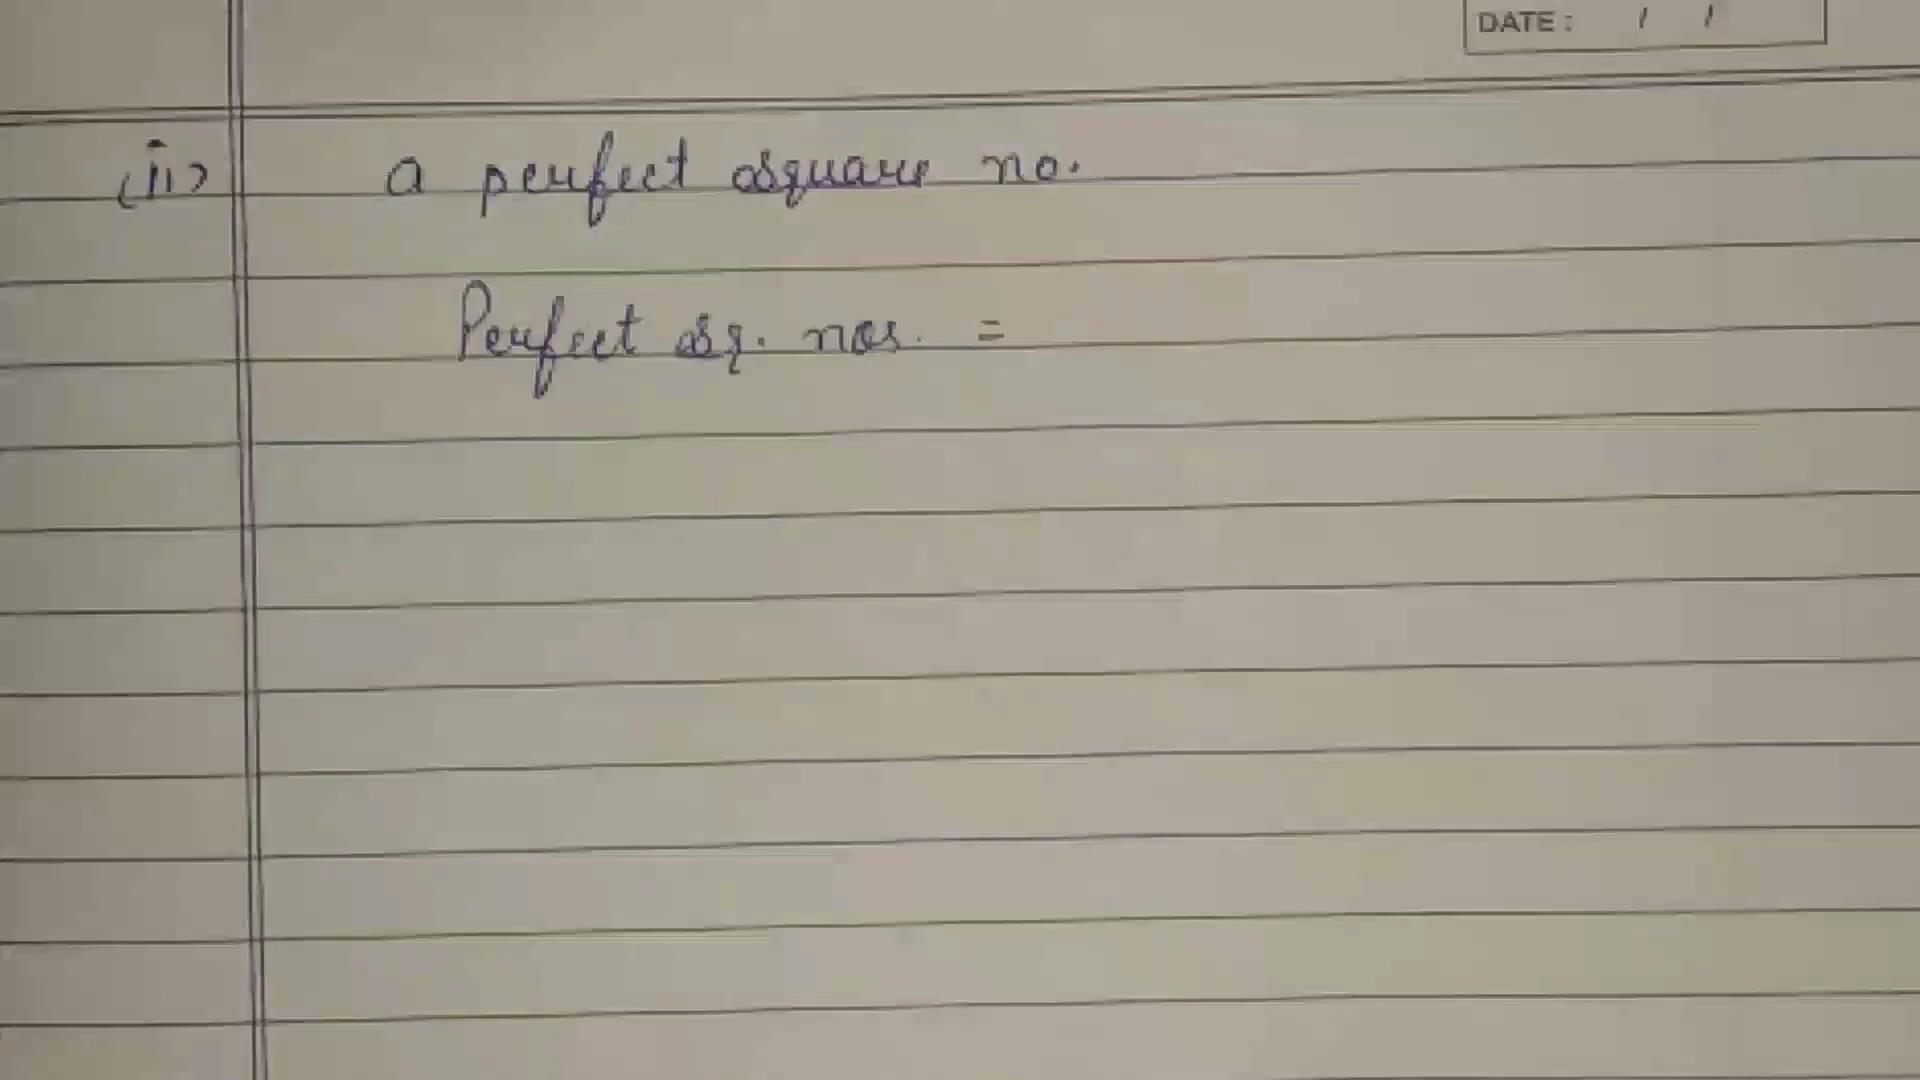 DATE: / /
(ii) a perfect square no.
Perfect sq. nos. =